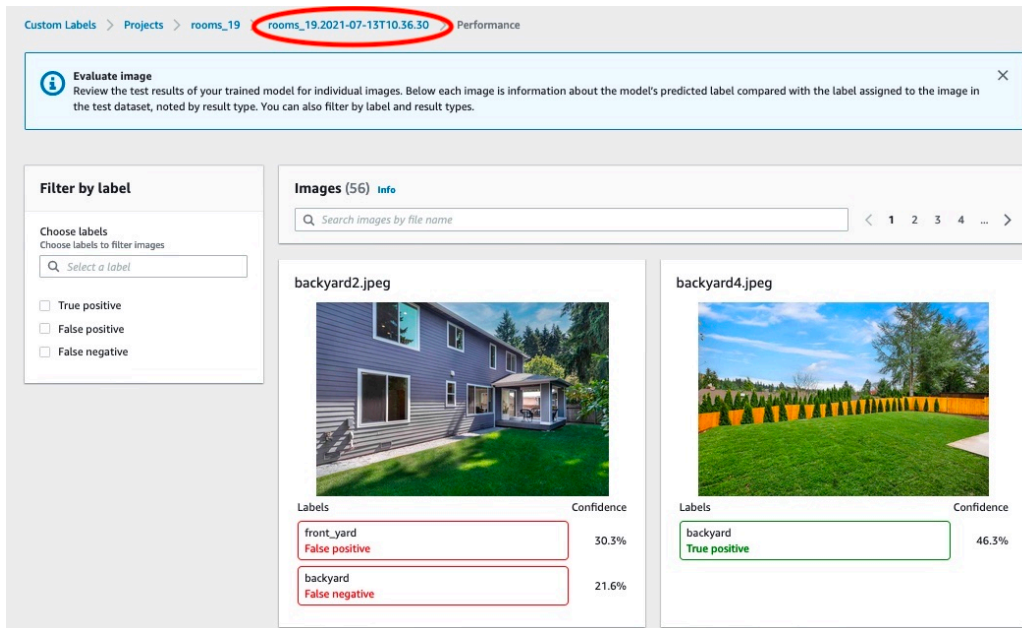 Custom Labels > Projects > rooms_19 > rooms_19.2021-07-13T10.36.30 > Performance
Evaluate image
Review the test results of your trained model for individual images. Below each image is information about the model's predicted label compared with the label assigned to the image in
the test dataset, noted by result type. You can also filter by label and result types.
Filter by label
Choose labels
Choose labels to filter images
Select a label
True positive
False positive
False negative
Images (56) Info
Search images by file name
< 1 2 3 4 ... >
backyard2.jpeg
Labels Confidence
front_yard
False positive
30.3%
backyard
False negative
21.6%
backyard4.jpeg
Labels Confidence
backyard
True positive
46.3%